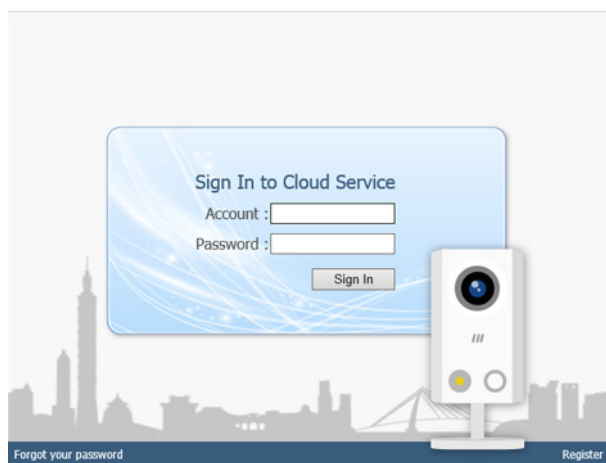 Sign In to Cloud Service
Account :
Password :
Sign In
Forgot your password
Register